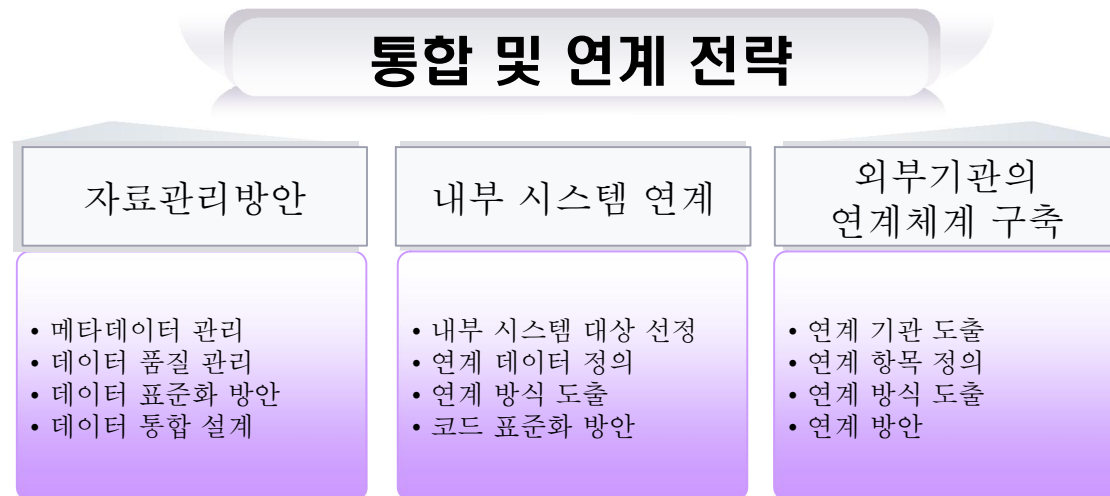 통합 및 연계 전략
자료관리방안
• 메타데이터 관리
• 데이터 품질 관리
• 데이터 표준화 방안
• 데이터 통합 설계
내부 시스템 연계
• 내부 시스템 대상 선정
• 연계 데이터 정의
• 연계 방식 도출
• 코드 표준화 방안
외부기관의
연계체계 구축
• 연계 기관 도출
• 연계 항목 정의
• 연계 방식 도출
• 연계 방안